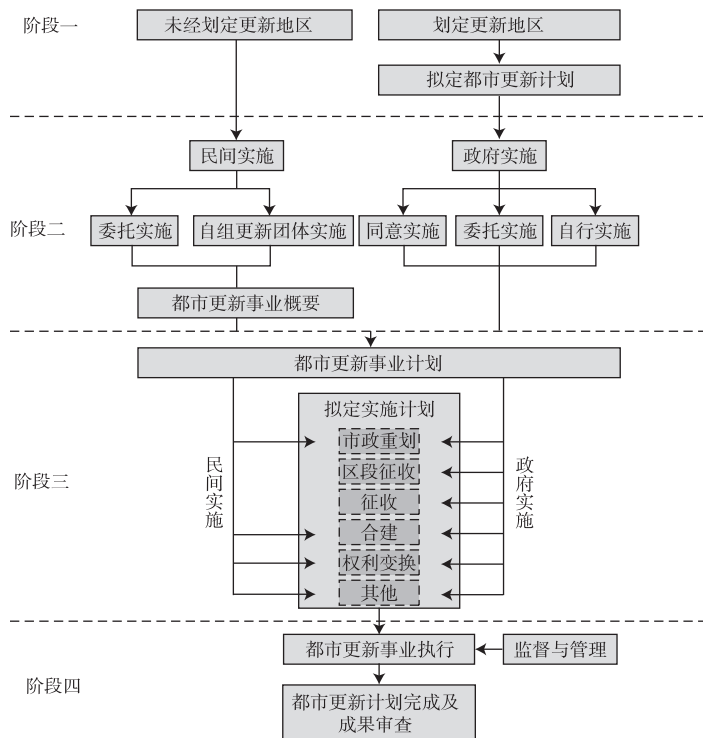 阶段一
未经划定更新地区
划定更新地区
拟定都市更新计划
民间实施
政府实施
阶段二
委托实施
自组更新团体实施
同意实施
委托实施
自行实施
都市更新事业概要
都市更新事业计划
拟定实施计划
市政重划
区段征收
阶段三
民间实施
政府实施
征收
合建
权利变换
其他
都市更新事业执行
监督与管理
阶段四
都市更新计划完成及
成果审查